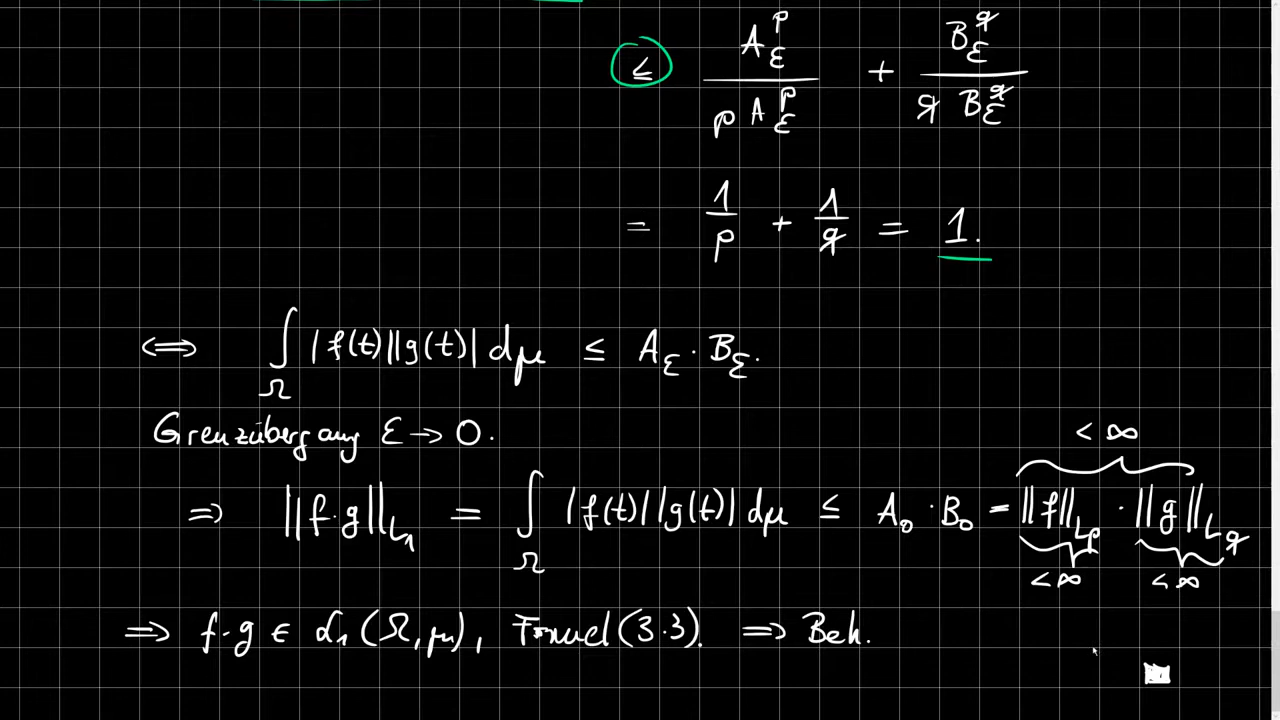 ≤ A_ε^p / (p A_ε^p) + B_ε^q / (q B_ε^q)
= 1/p + 1/q = 1.
⟺ ∫_Ω |f(t)||g(t)| dμ ≤ A_ε · B_ε.
Grenzübergang ε → 0.
< ∞
⇒ ||f·g||_{L_1} = ∫_Ω |f(t)||g(t)| dμ ≤ A_0 · B_0 = ||f||_{L_p} · ||g||_{L_q}
< ∞ < ∞
⇒ f·g ∈ L_1(Ω, μ), (3.3). ⇒ Beh.